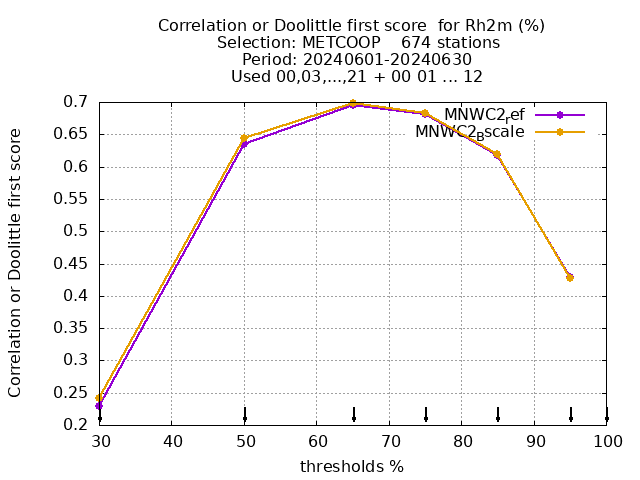 Correlation or Doolittle first score  for Rh2m (%)
Selection: METCOOP    674 stations
Period: 20240601-20240630
Used 00,03,...,21 + 00 01 ... 12
Correlation or Doolittle first score
0.7
0.65
0.6
0.55
0.5
0.45
0.4
0.35
0.3
0.25
0.2
MNWC2ref
MNWC2Bscale
30 40 50 60 70 80 90 100
thresholds %